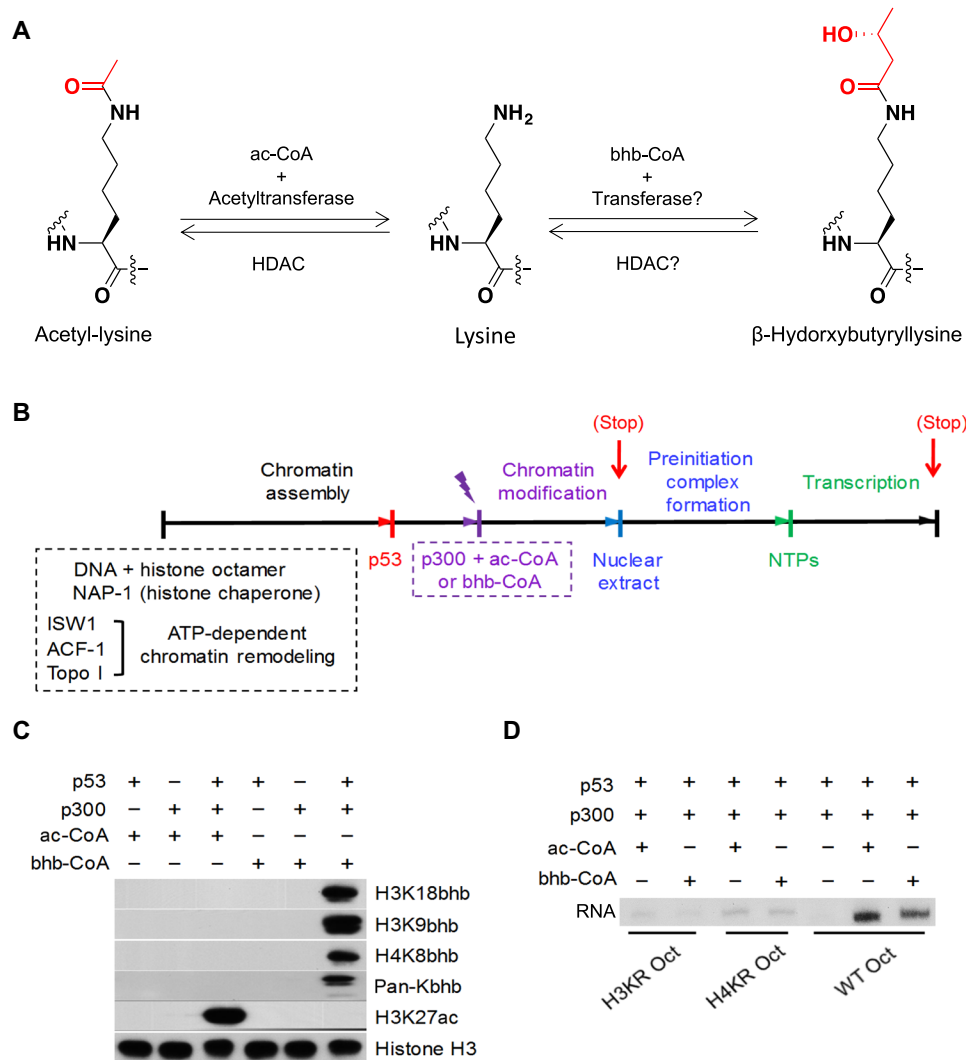 A
O
NH
HN
O
Acetyl-lysine
ac-CoA
+
Acetyltransferase
HDAC
NH2
HN
O
Lysine
bhb-CoA
+
Transferase?
HDAC?
HO
O
NH
HN
O
β-Hydorxybutyryllysine
B
(Stop)
(Stop)
Chromatin
assembly
Chromatin
modification
Preinitiation
complex
formation
Transcription
p53
p300 + ac-CoA
or bhb-CoA
Nuclear
extract
NTPs
DNA + histone octamer
NAP-1 (histone chaperone)
ISW1
ACF-1
Topo I
ATP-dependent
chromatin remodeling
C
p53 + – + + – +
p300 – + + – + +
ac-CoA + + + – – –
bhb-CoA – – – + + +
H3K18bhb
H3K9bhb
H4K8bhb
Pan-Kbhb
H3K27ac
Histone H3
D
p53 + + + + + + +
p300 + + + + + + +
ac-CoA + – + – – + –
bhb-CoA – + – + – – +
RNA
H3KR Oct
H4KR Oct
WT Oct